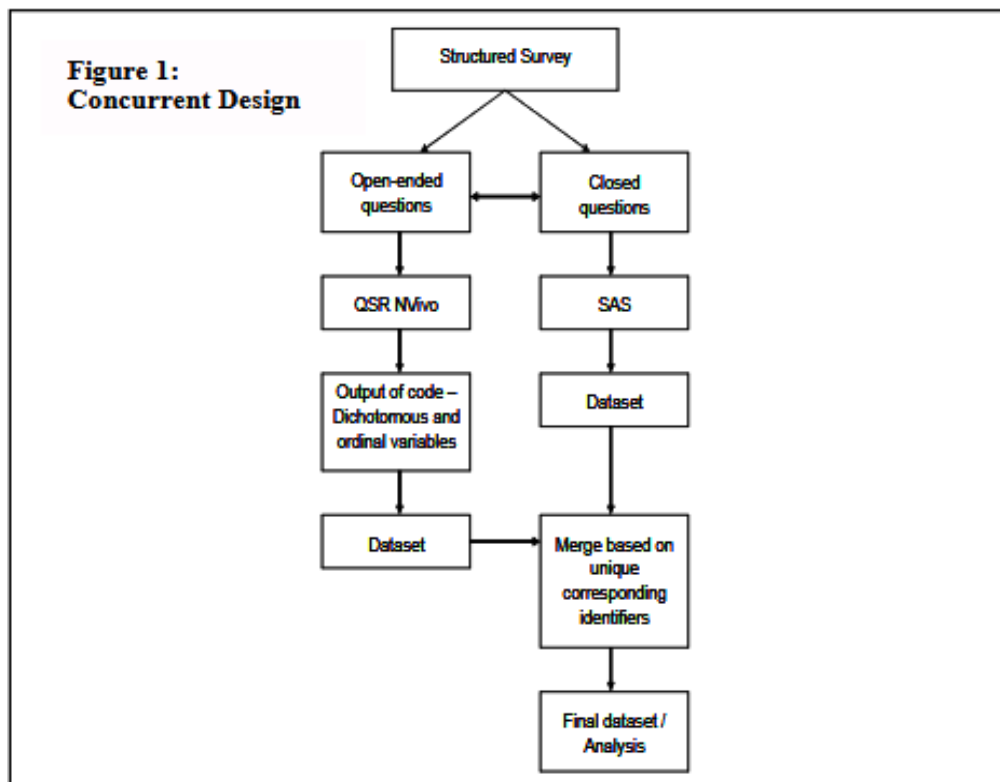 Figure 1:
Concurrent Design
Structured Survey
Open-ended
questions
Closed
questions
QSR NVivo
SAS
Output of code –
Dichotomous and
ordinal variables
Dataset
Dataset
Merge based on
unique
corresponding
identifiers
Final dataset /
Analysis